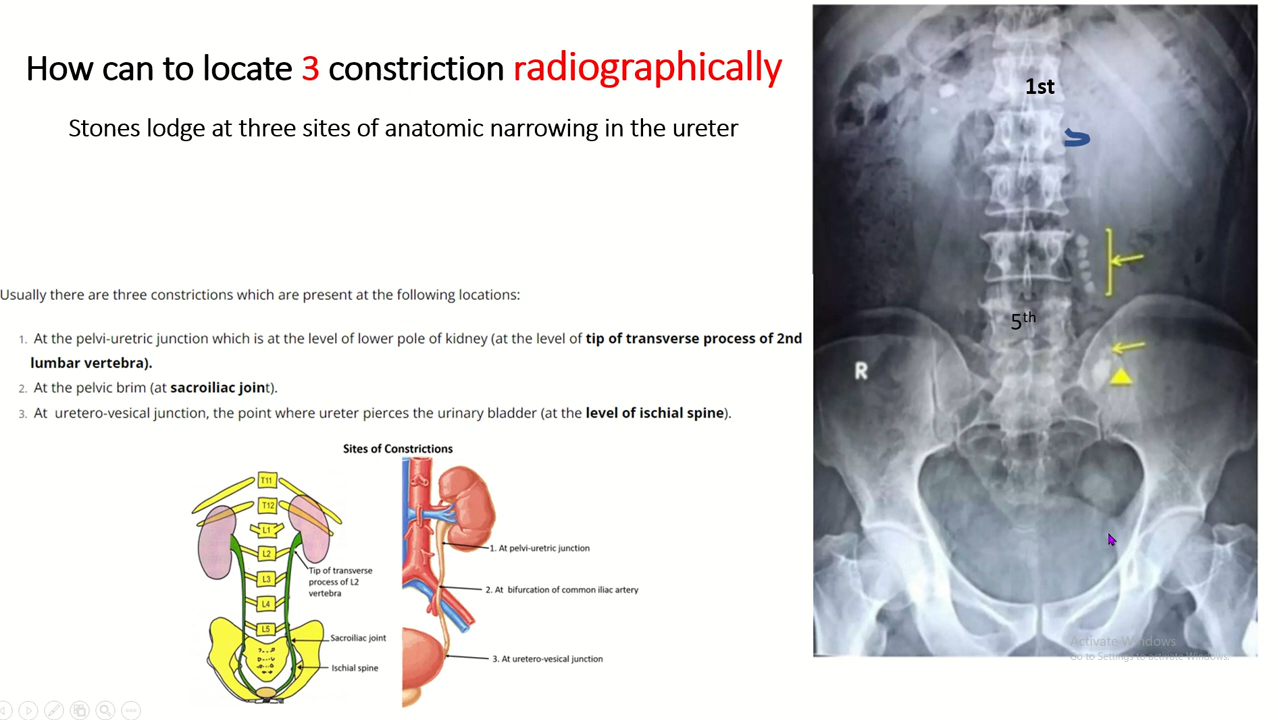 How can to locate 3 constriction radiographically
Stones lodge at three sites of anatomic narrowing in the ureter
Usually there are three constrictions which are present at the following locations:
1. At the pelvi-uretric junction which is at the level of lower pole of kidney (at the level of tip of transverse process of 2nd
lumbar vertebra).
2. At the pelvic brim (at sacroiliac joint).
3. At uretero-vesical junction, the point where ureter pierces the urinary bladder (at the level of ischial spine).
Sites of Constrictions
T11
T12
L1
L2
L3
L4
L5
Tip of transverse
process of L2
vertebra
Sacroiliac joint
Ischial spine
1. At pelvi-uretric junction
2. At bifurcation of common iliac artery
3. At uretero-vesical junction
1st
5th
R
Activate Windows
Go to Settings to activate Windows.